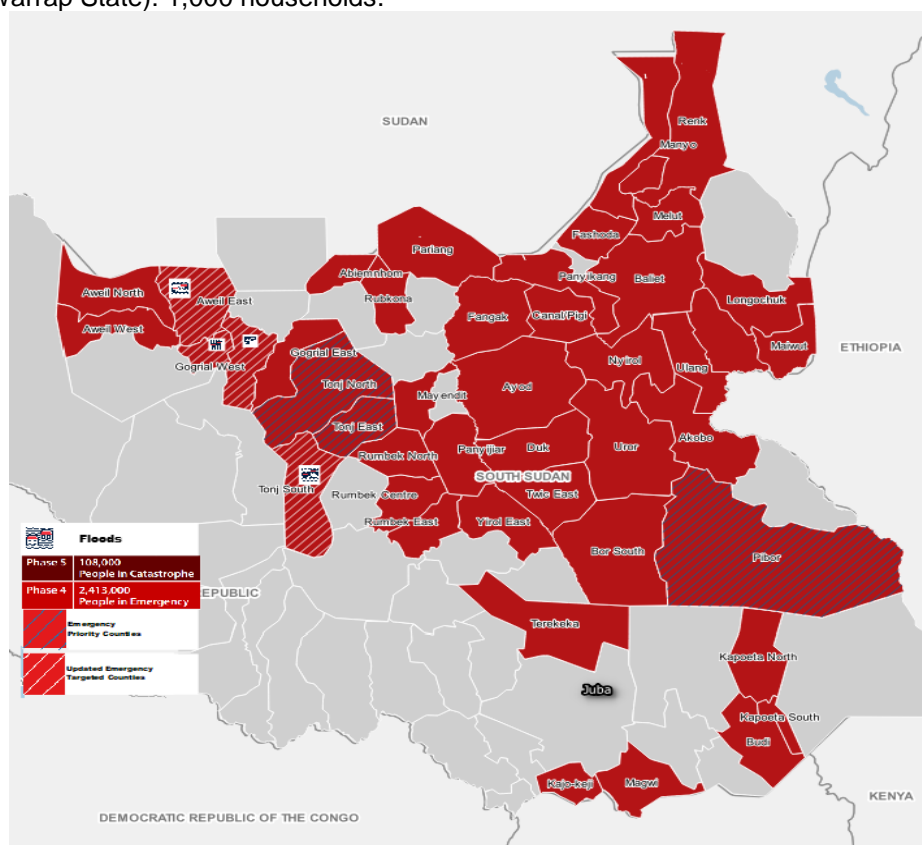 Warrap State): 1,000 households.
SUDAN
Renk
Manyo
Melut
Fashoda
Pariang
Abiemnhom
Panyikang
Baliet
Rubkona
Aweil North
Aweil East
Longochuk
Fangak
Canal/Pigi
Aweil West
Maiwut
ETHIOPIA
Gogrial East
Nyirol
Gogrial West
Ulang
Tonj North
Ayod
Mayendit
Tonj East
Akobo
Panyijiar
Duk
Uror
Rumbek North
SOUTH SUDAN
Tonj South
Rumbek Centre
Twic East
Rumbek East
Yirol East
Bor South
Pibor
Floods
Phase 5
108,000
People in Catastrophe
Phase 4
2,413,000
People in Emergency
Emergency
Priority Counties
Updated Emergency
Targeted Counties
REPUBLIC
Terekeka
Kapoeta North
Juba
Kapoeta South
Budi
Kajo-keji
Magwi
KENYA
DEMOCRATIC REPUBLIC OF THE CONGO